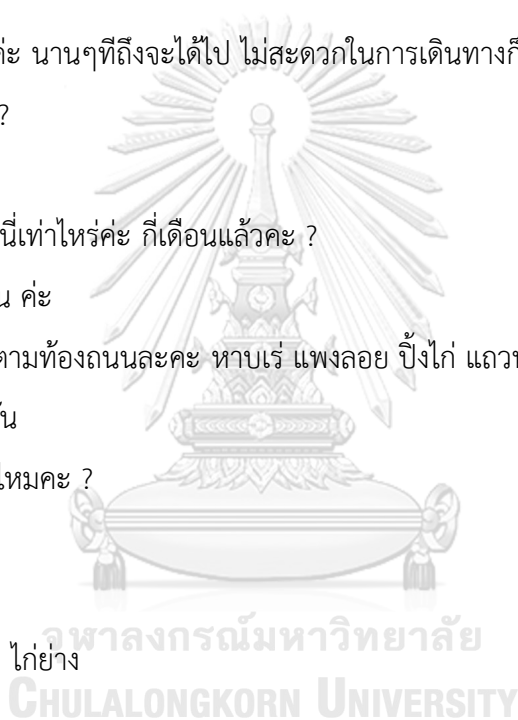 ค่ะ นานๆทีถึงจะได้ไป ไม่สะดวกในการเดินทางก็
?
นี่เท่าไหร่ค่ะ กี่เดือนแล้วคะ ?
น ค่ะ
ตามท้องถนนละคะ หาบเร่ แพงลอย ปิ้งไก่ แถว
ัน
ไหมคะ ?
จุฬาลงกรณ์มหาวิทยาลัย
ไก่ย่าง
CHULALONGKORN UNIVERSITY